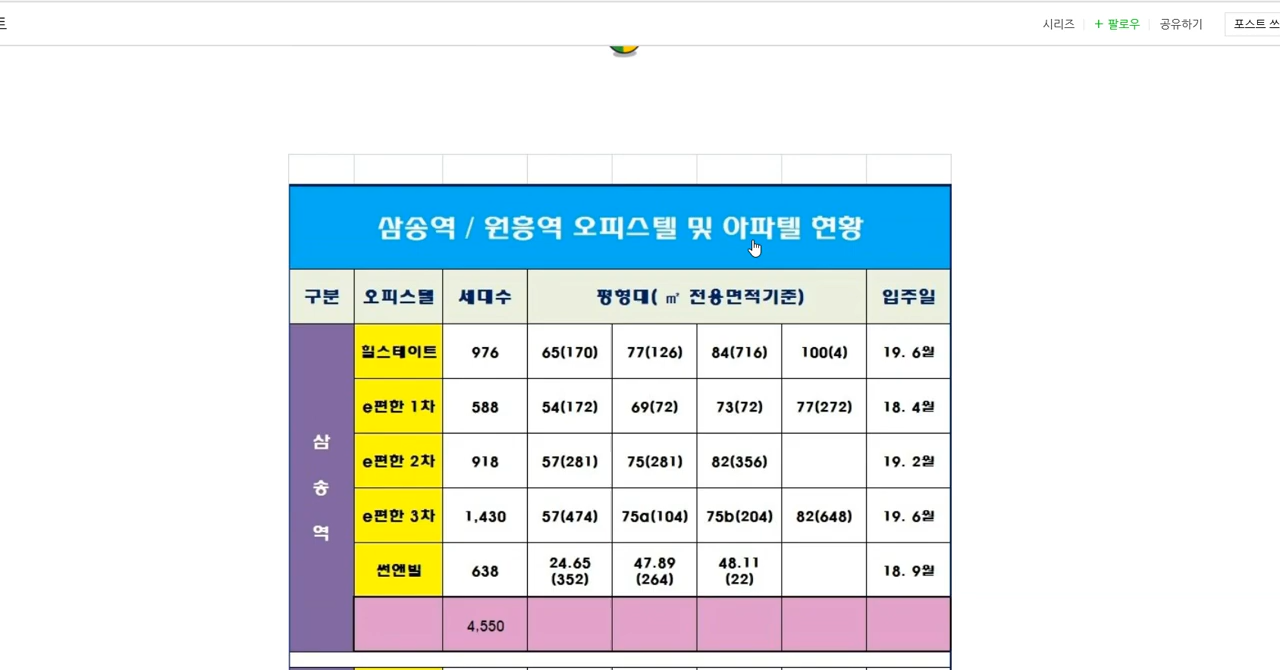 트
시리즈
+ 팔로우
공유하기
포스트 쓰
삼송역 / 원흥역 오피스텔 및 아파텔 현황
구분 오피스텔 세대수 평형대( ㎡ 전용면적기준) 입주일
삼송역
힐스테이트 976 65(170) 77(126) 84(716) 100(4) 19. 6월
e편한 1차 588 54(172) 69(72) 73(72) 77(272) 18. 4월
e편한 2차 918 57(281) 75(281) 82(356) 19. 2월
e편한 3차 1,430 57(474) 75a(104) 75b(204) 82(648) 19. 6월
썬앤빌 638 24.65 (352) 47.89 (264) 48.11 (22) 18. 9월
4,550